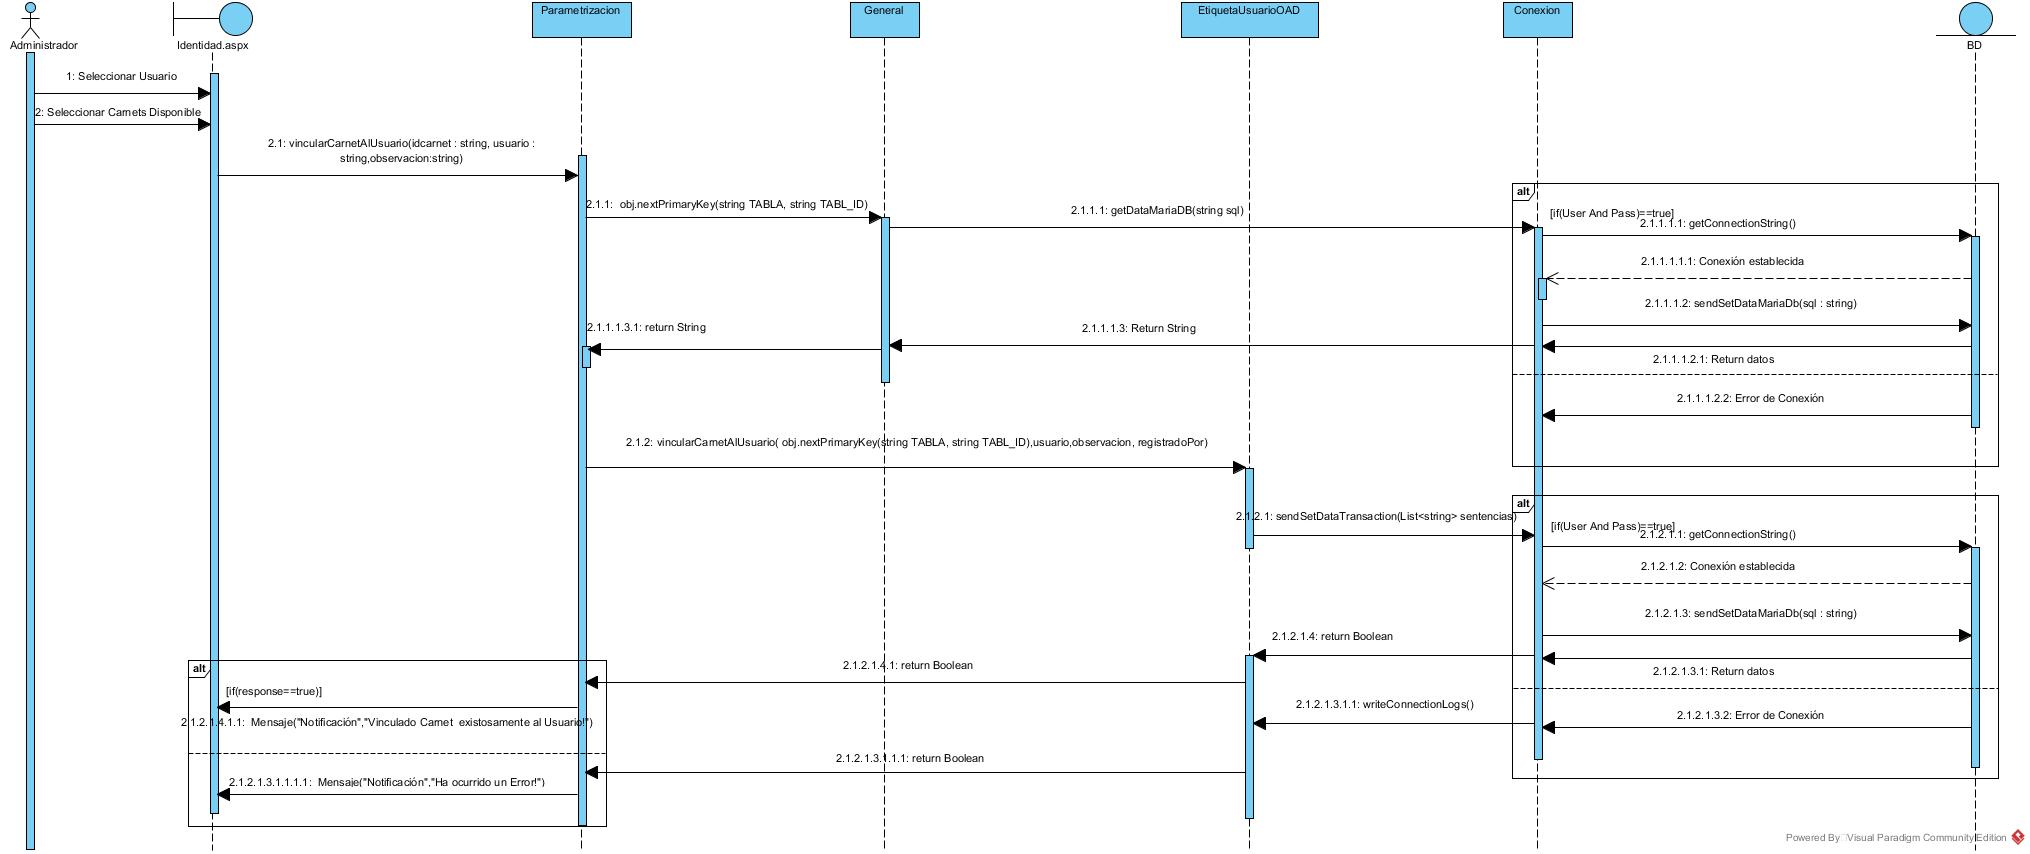 Administrador
Identidad.aspx
Parametrizacion
General
EtiquetaUsuarioOAD
Conexion
BD
1: Seleccionar Usuario
2: Seleccionar Carnets Disponible
2.1: vincularCarnetAlUsuario(idcarnet : string, usuario :
string,observacion:string)
2.1.1:  obj.nextPrimaryKey(string TABLA, string TABL_ID)
2.1.1.1: getDataMariaDB(string sql)
alt
[if(User And Pass)==true]
2.1.1.1.1: getConnectionString()
2.1.1.1.1.1: Conexión establecida
2.1.1.1.2: sendSetDataMariaDb(sql : string)
2.1.1.1.3.1: return String
2.1.1.1.3: Return String
2.1.1.1.2.1: Return datos
2.1.1.1.2.2: Error de Conexión
2.1.2: vincularCarnetAlUsuario( obj.nextPrimaryKey(string TABLA, string TABL_ID),usuario,observacion, registradoPor)
alt
2.1.2.1: sendSetDataTransaction(List<string> sentencias)
[if(User And Pass)==true]
2.1.2.1.1: getConnectionString()
2.1.2.1.2: Conexión establecida
2.1.2.1.3: sendSetDataMariaDb(sql : string)
2.1.2.1.4: return Boolean
2.1.2.1.4.1: return Boolean
2.1.2.1.3.1: Return datos
alt
[if(response==true)]
2.1.2.1.4.1.1:  Mensaje("Notificación","Vinculado Carnet  existosamente al Usuario!")
2.1.2.1.3.1.1: writeConnectionLogs()
2.1.2.1.3.2: Error de Conexión
2.1.2.1.3.1.1.1: return Boolean
2.1.2.1.3.1.1.1.1:  Mensaje("Notificación","Ha ocurrido un Error!")
Powered By Visual Paradigm Community Edition